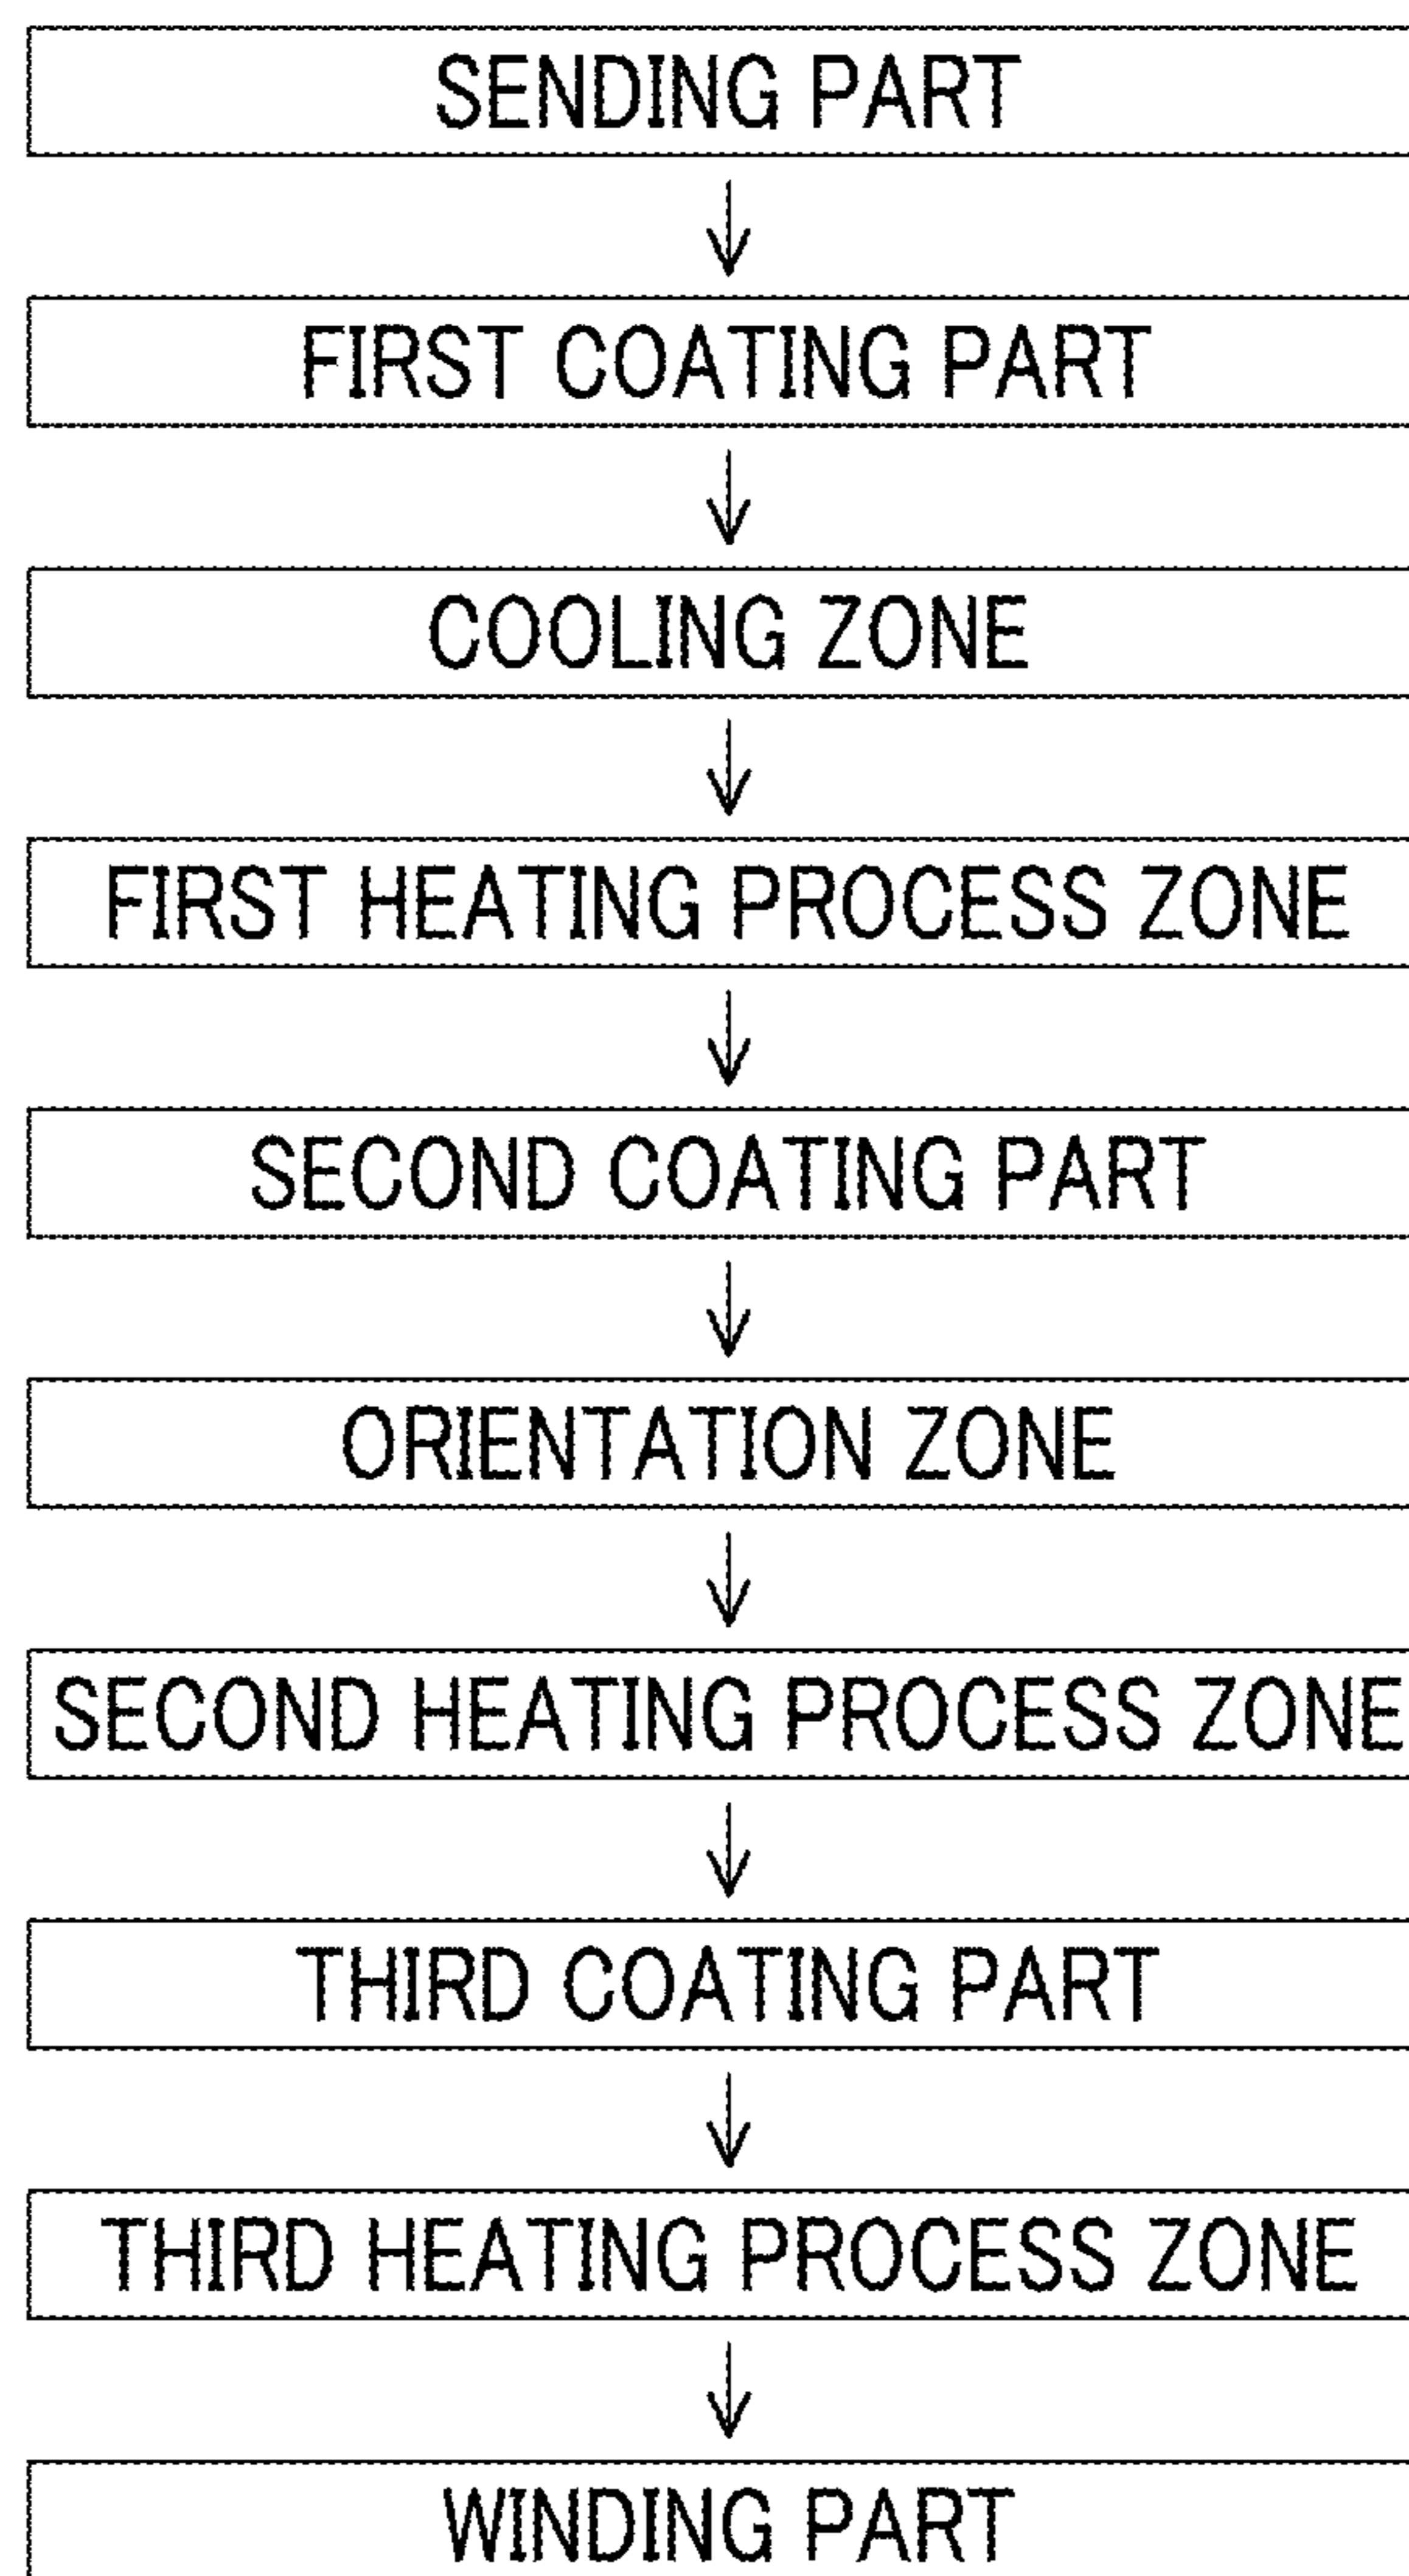 SENDING PART
FIRST COATING PART
COOLING ZONE
FIRST HEATING PROCESS ZONE
SECOND COATING PART
ORIENTATION ZONE
SECOND HEATING PROCESS ZONE
THIRD COATING PART
THIRD HEATING PROCESS ZONE
WINDING PART